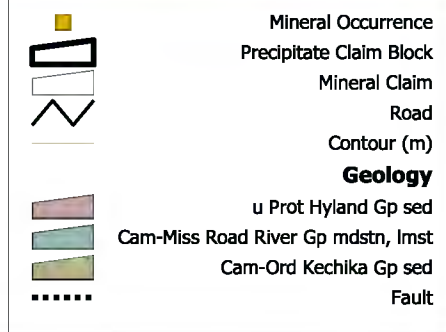 Mineral Occurrence
Precipitate Claim Block
Mineral Claim
Road
Contour (m)
Geology
u Prot Hyland Gp sed
Cam-Miss Road River Gp mdstn, lmst
Cam-Ord Kechika Gp sed
Fault